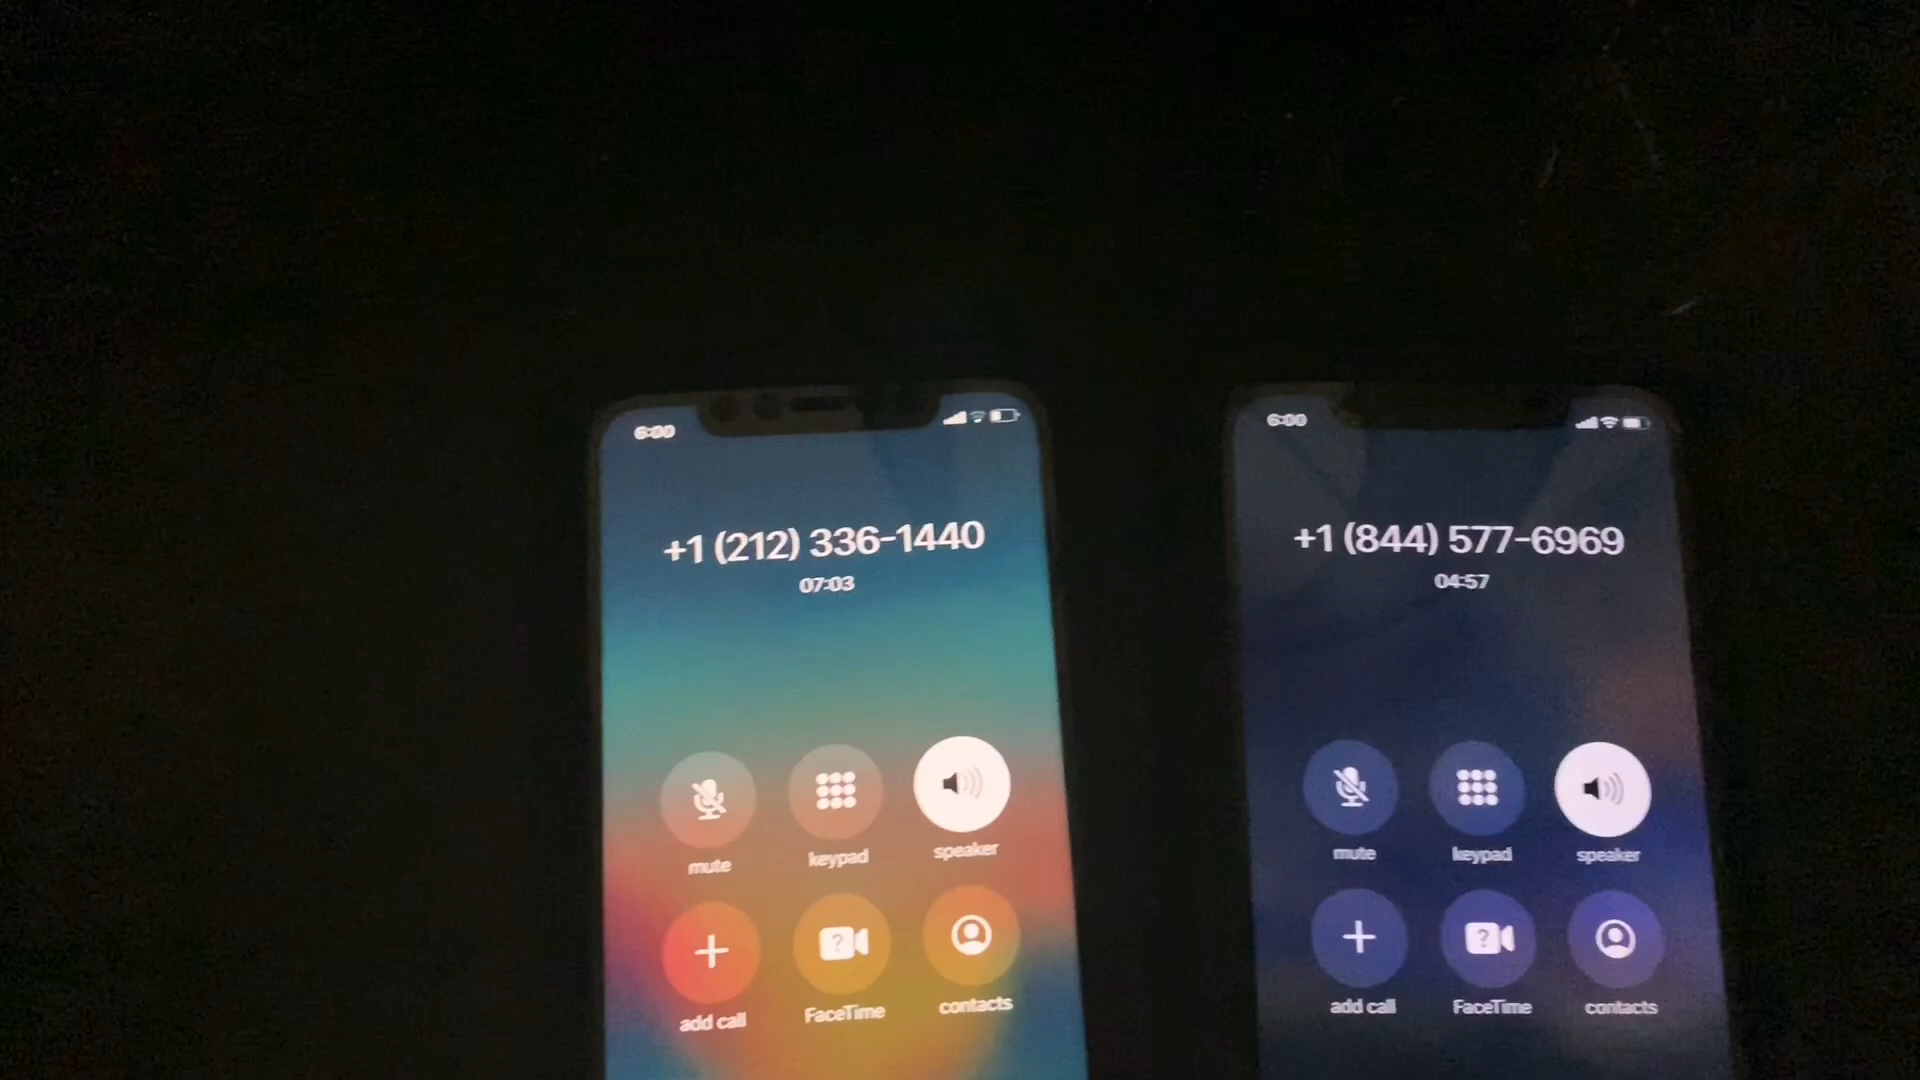 6:00
+1 (212) 336-1440
07:03
mute
keypad
speaker
add call
FaceTime
contacts
6:00
+1 (844) 577-6969
04:57
mute
keypad
speaker
add call
FaceTime
contacts